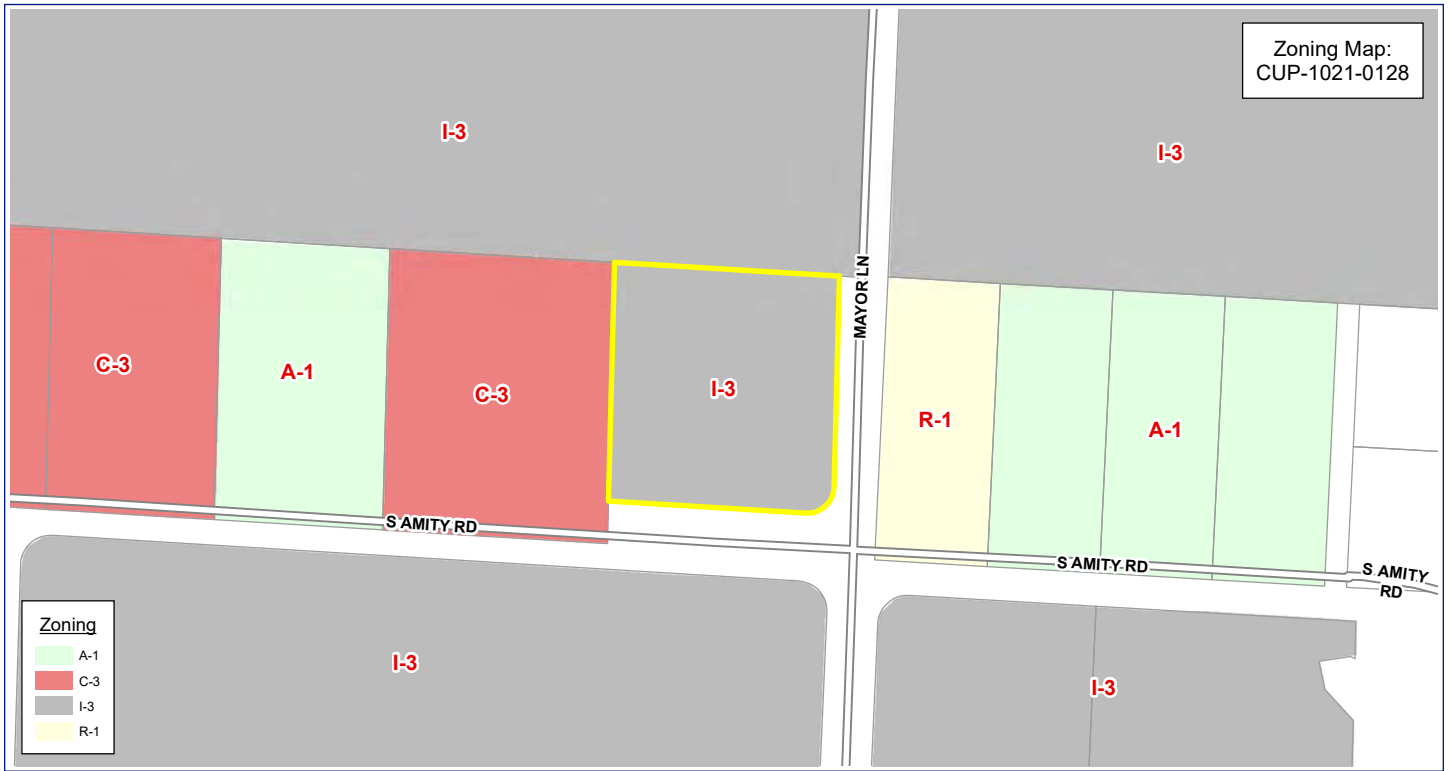 Zoning Map:
CUP-1021-0128
I-3
I-3
MAYOR LN
C-3
A-1
C-3
I-3
R-1
A-1
S AMITY RD
S AMITY RD
S AMITY
RD
I-3
I-3
Zoning
A-1
C-3
I-3
R-1